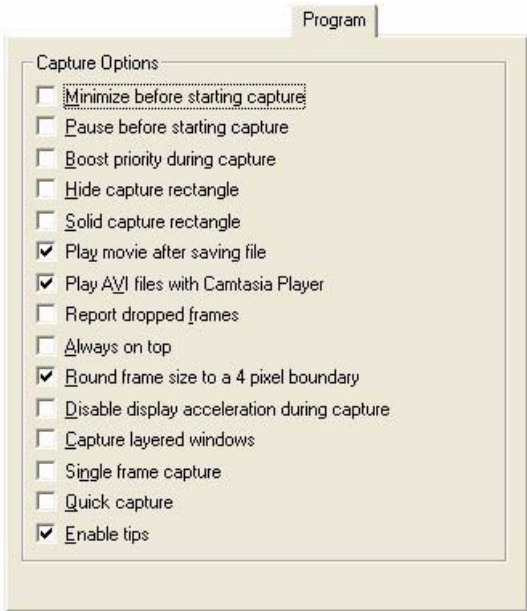 Program
Capture Options
Minimize before starting capture
Pause before starting capture
Boost priority during capture
Hide capture rectangle
Solid capture rectangle
Play movie after saving file
Play AVI files with Camtasia Player
Report dropped frames
Always on top
Round frame size to a 4 pixel boundary
Disable display acceleration during capture
Capture layered windows
Single frame capture
Quick capture
Enable tips